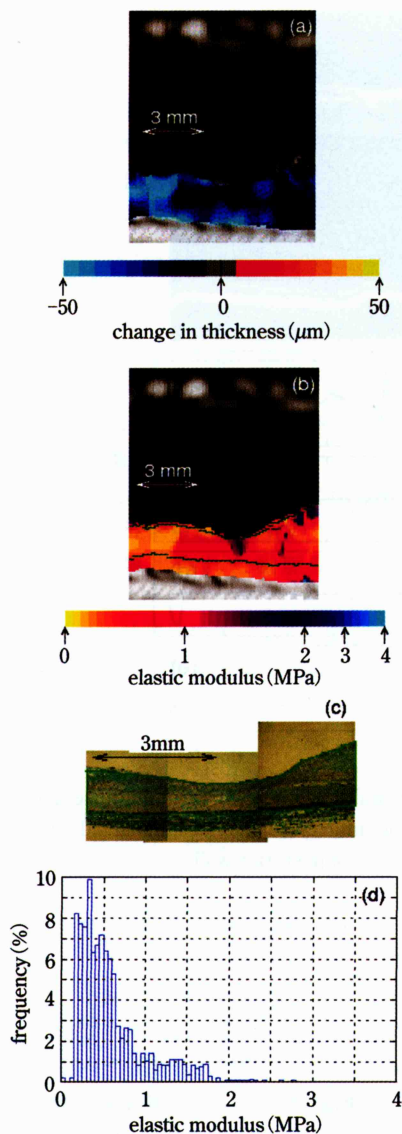 (a)
3 mm
-50 0 50
change in thickness (μm)
(b)
3 mm
0 1 2 3 4
elastic modulus (MPa)
(c)
3mm
(d)
10
8
6
4
2
0
frequency (%)
0 1 2 3 4
elastic modulus (MPa)